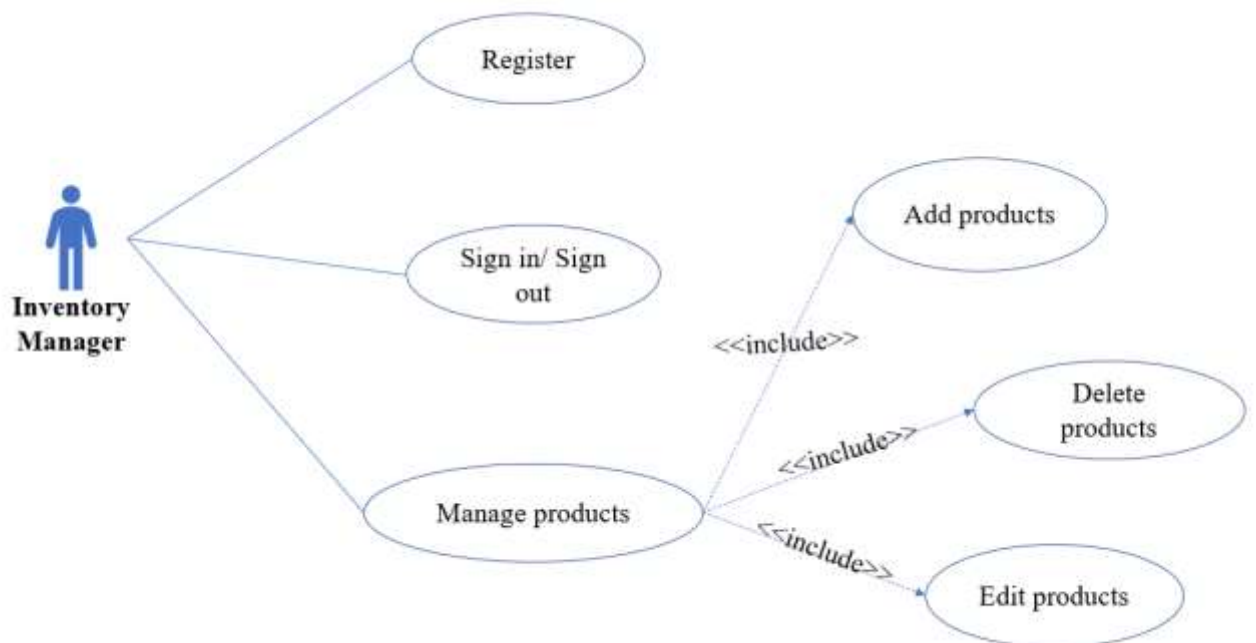 Register
Add products
Sign in/ Sign
out
Inventory
Manager
<<include>>
Delete
products
<<include>>
Manage products
<<include>>
Edit products